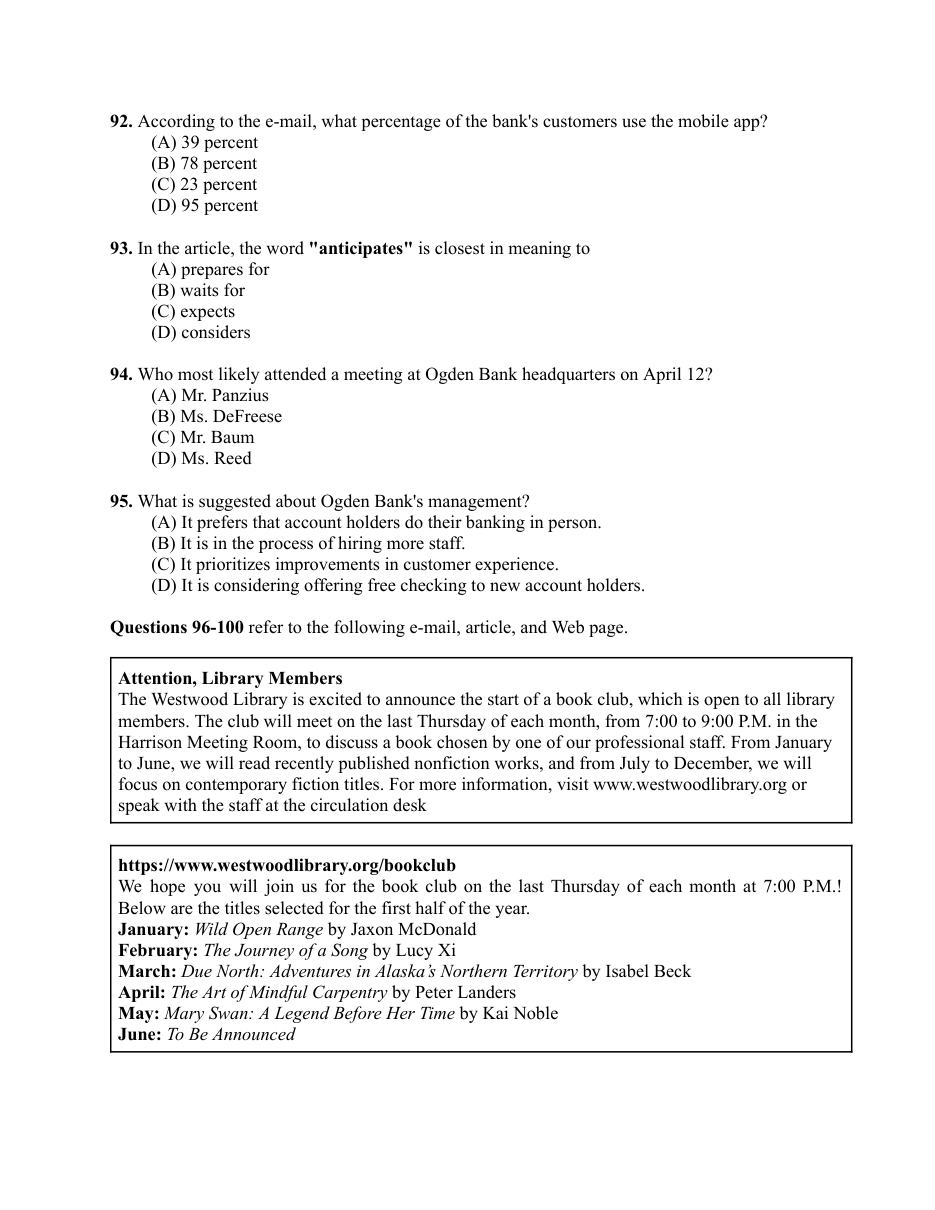 92. According to the e-mail, what percentage of the bank's customers use the mobile app?
(A) 39 percent
(B) 78 percent
(C) 23 percent
(D) 95 percent
93. In the article, the word "anticipates" is closest in meaning to
(A) prepares for
(B) waits for
(C) expects
(D) considers
94. Who most likely attended a meeting at Ogden Bank headquarters on April 12?
(A) Mr. Panzius
(B) Ms. DeFreese
(C) Mr. Baum
(D) Ms. Reed
95. What is suggested about Ogden Bank's management?
(A) It prefers that account holders do their banking in person.
(B) It is in the process of hiring more staff.
(C) It prioritizes improvements in customer experience.
(D) It is considering offering free checking to new account holders.
Questions 96-100 refer to the following e-mail, article, and Web page.
Attention, Library Members
The Westwood Library is excited to announce the start of a book club, which is open to all library
members. The club will meet on the last Thursday of each month, from 7:00 to 9:00 P.M. in the
Harrison Meeting Room, to discuss a book chosen by one of our professional staff. From January
to June, we will read recently published nonfiction works, and from July to December, we will
focus on contemporary fiction titles. For more information, visit www.westwoodlibrary.org or
speak with the staff at the circulation desk
https://www.westwoodlibrary.org/bookclub
We hope you will join us for the book club on the last Thursday of each month at 7:00 P.M.!
Below are the titles selected for the first half of the year.
January: Wild Open Range by Jaxon McDonald
February: The Journey of a Song by Lucy Xi
March: Due North: Adventures in Alaska’s Northern Territory by Isabel Beck
April: The Art of Mindful Carpentry by Peter Landers
May: Mary Swan: A Legend Before Her Time by Kai Noble
June: To Be Announced